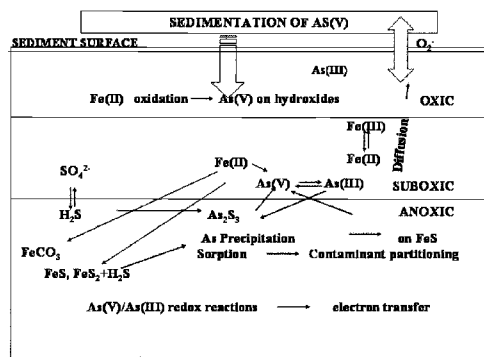 SEDIMENTATION OF AS(V)
SEDIMENT SURFACE
O₂⁻
As(III)
Fe(II) oxidation → As(V) on hydroxides
OXIC
Fe(III)
Diffusion
Fe(II)
SO₄²⁻
Fe(II)
As(V) As(III)
SUBOXIC
H₂S
As₂S₃
ANOXIC
FeCO₃
As Precipitation → on FeS
Sorption → Contaminant partitioning
FeS, FeS₂+H₂S
As(V)/As(III) redox reactions → electron transfer